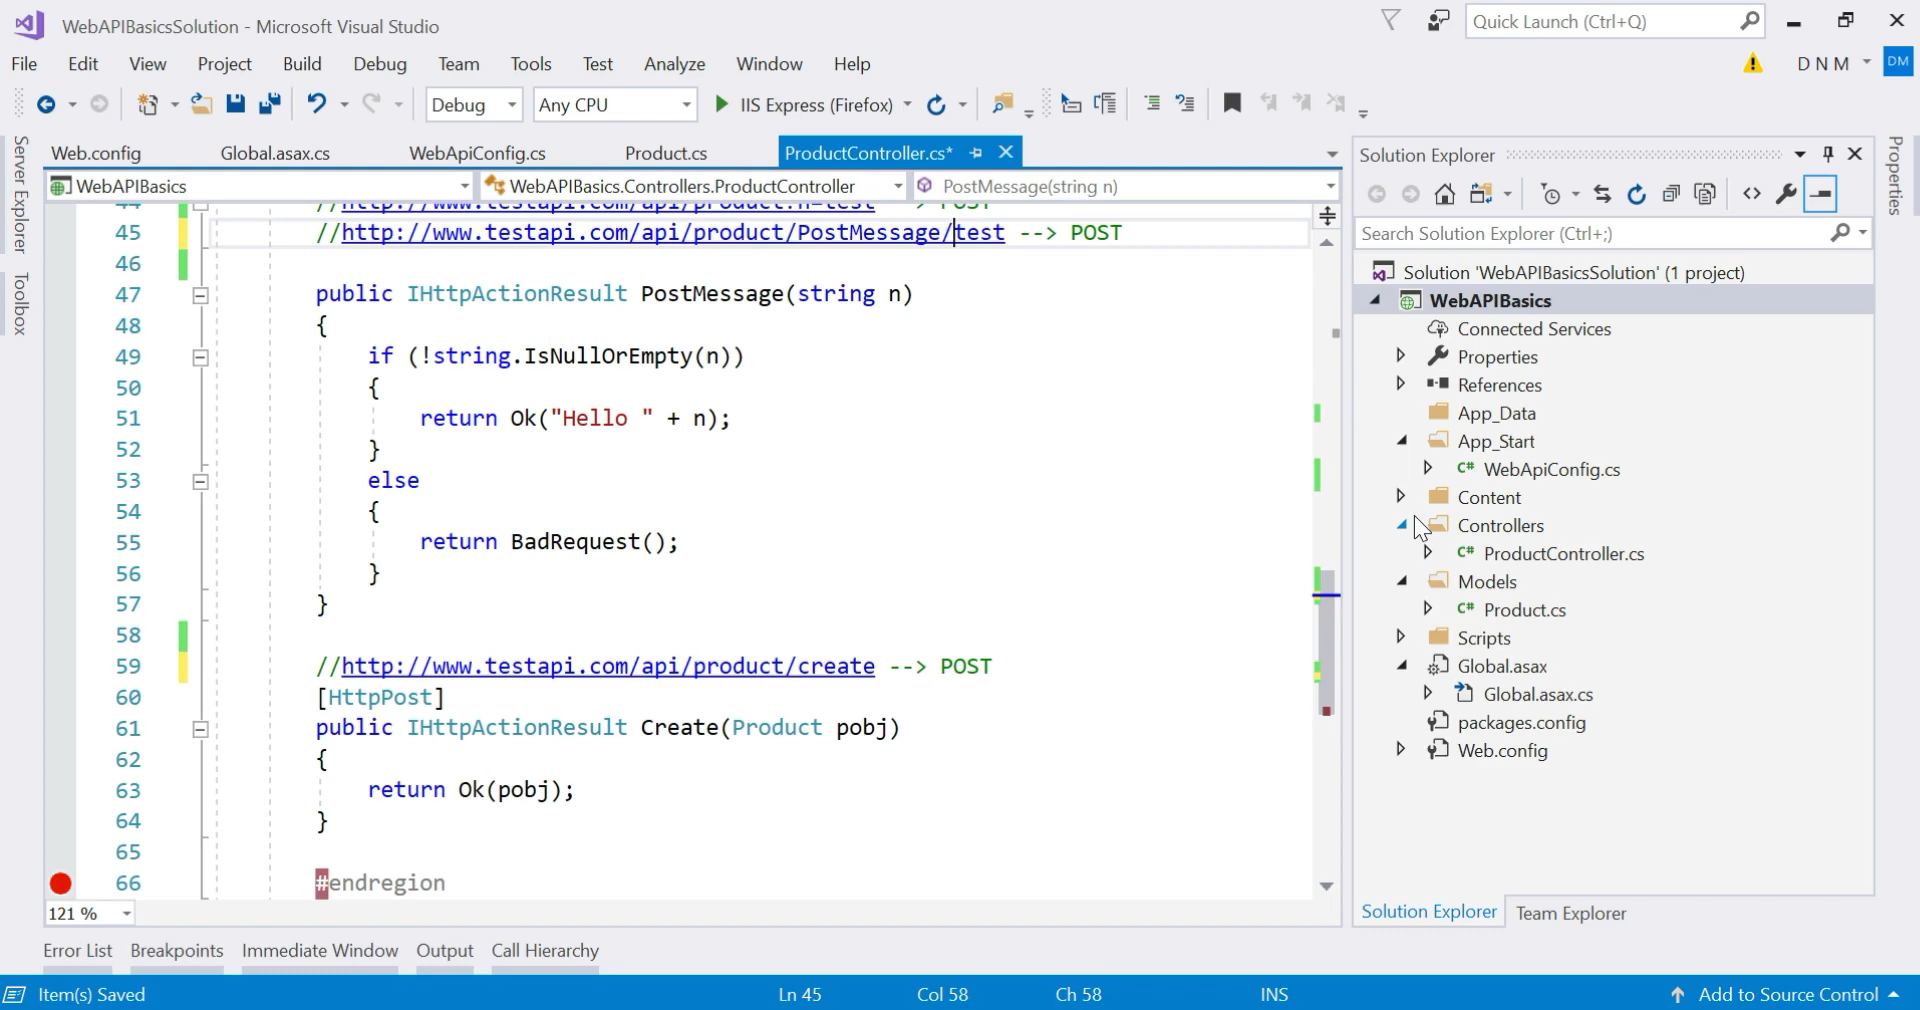 WebAPIBasicsSolution - Microsoft Visual Studio
Quick Launch (Ctrl+Q)
File Edit View Project Build Debug Team Tools Test Analyze Window Help
D N M DM
Debug Any CPU IIS Express (Firefox)
Server Explorer
Toolbox
Web.config Global.asax.cs WebApiConfig.cs Product.cs ProductController.cs*
WebAPIBasics WebAPIBasics.Controllers.ProductController PostMessage(string n)
44 //http://www.testapi.com/api/product?n=test --> POST
45 //http://www.testapi.com/api/product/PostMessage/test --> POST
46
47 public IHttpActionResult PostMessage(string n)
48 {
49 if (!string.IsNullOrEmpty(n))
50 {
51 return Ok("Hello " + n);
52 }
53 else
54 {
55 return BadRequest();
56 }
57 }
58
59 //http://www.testapi.com/api/product/create --> POST
60 [HttpPost]
61 public IHttpActionResult Create(Product pobj)
62 {
63 return Ok(pobj);
64 }
65
66 #endregion
121 %
Solution Explorer
Search Solution Explorer (Ctrl+;)
Solution 'WebAPIBasicsSolution' (1 project)
WebAPIBasics
Connected Services
Properties
References
App_Data
App_Start
C# WebApiConfig.cs
Content
Controllers
C# ProductController.cs
Models
C# Product.cs
Scripts
Global.asax
Global.asax.cs
packages.config
Web.config
Solution Explorer Team Explorer
Properties
Error List Breakpoints Immediate Window Output Call Hierarchy
Item(s) Saved Ln 45 Col 58 Ch 58 INS Add to Source Control